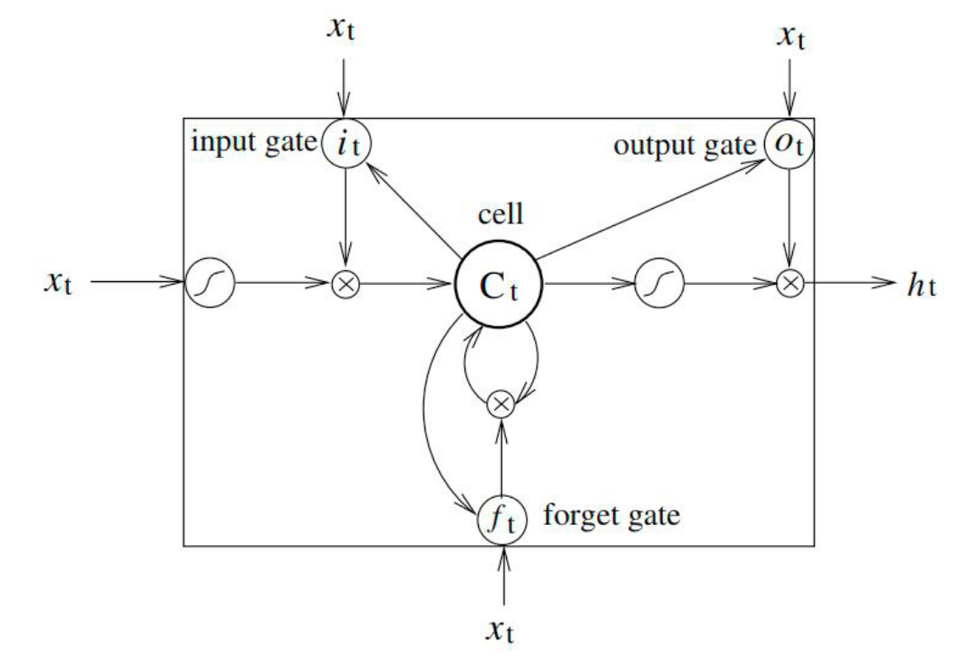 xt
xt
input gate
it
output gate
ot
cell
xt
Ct
ht
ft
forget gate
xt